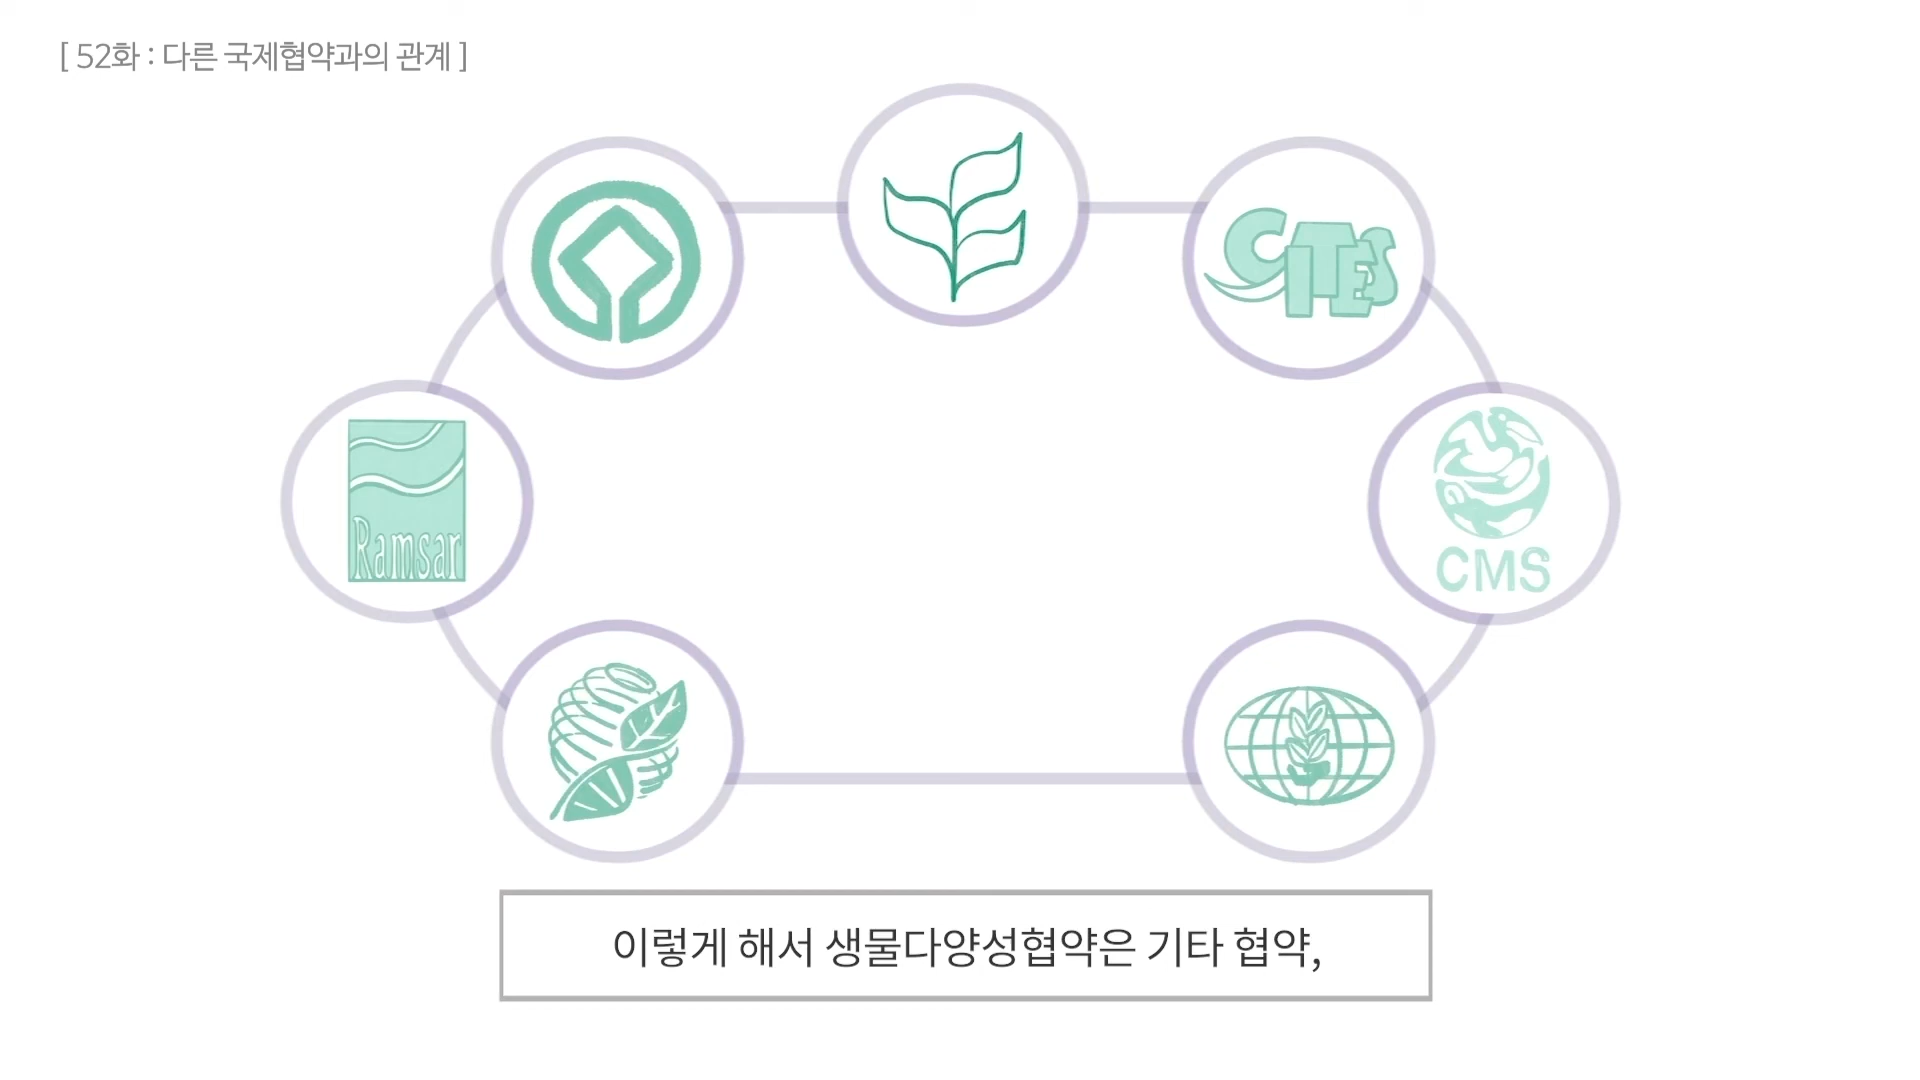 [ 52화 : 다른 국제협약과의 관계 ]
CITES
Ramsar
CMS
이렇게 해서 생물다양성협약은 기타 협약,